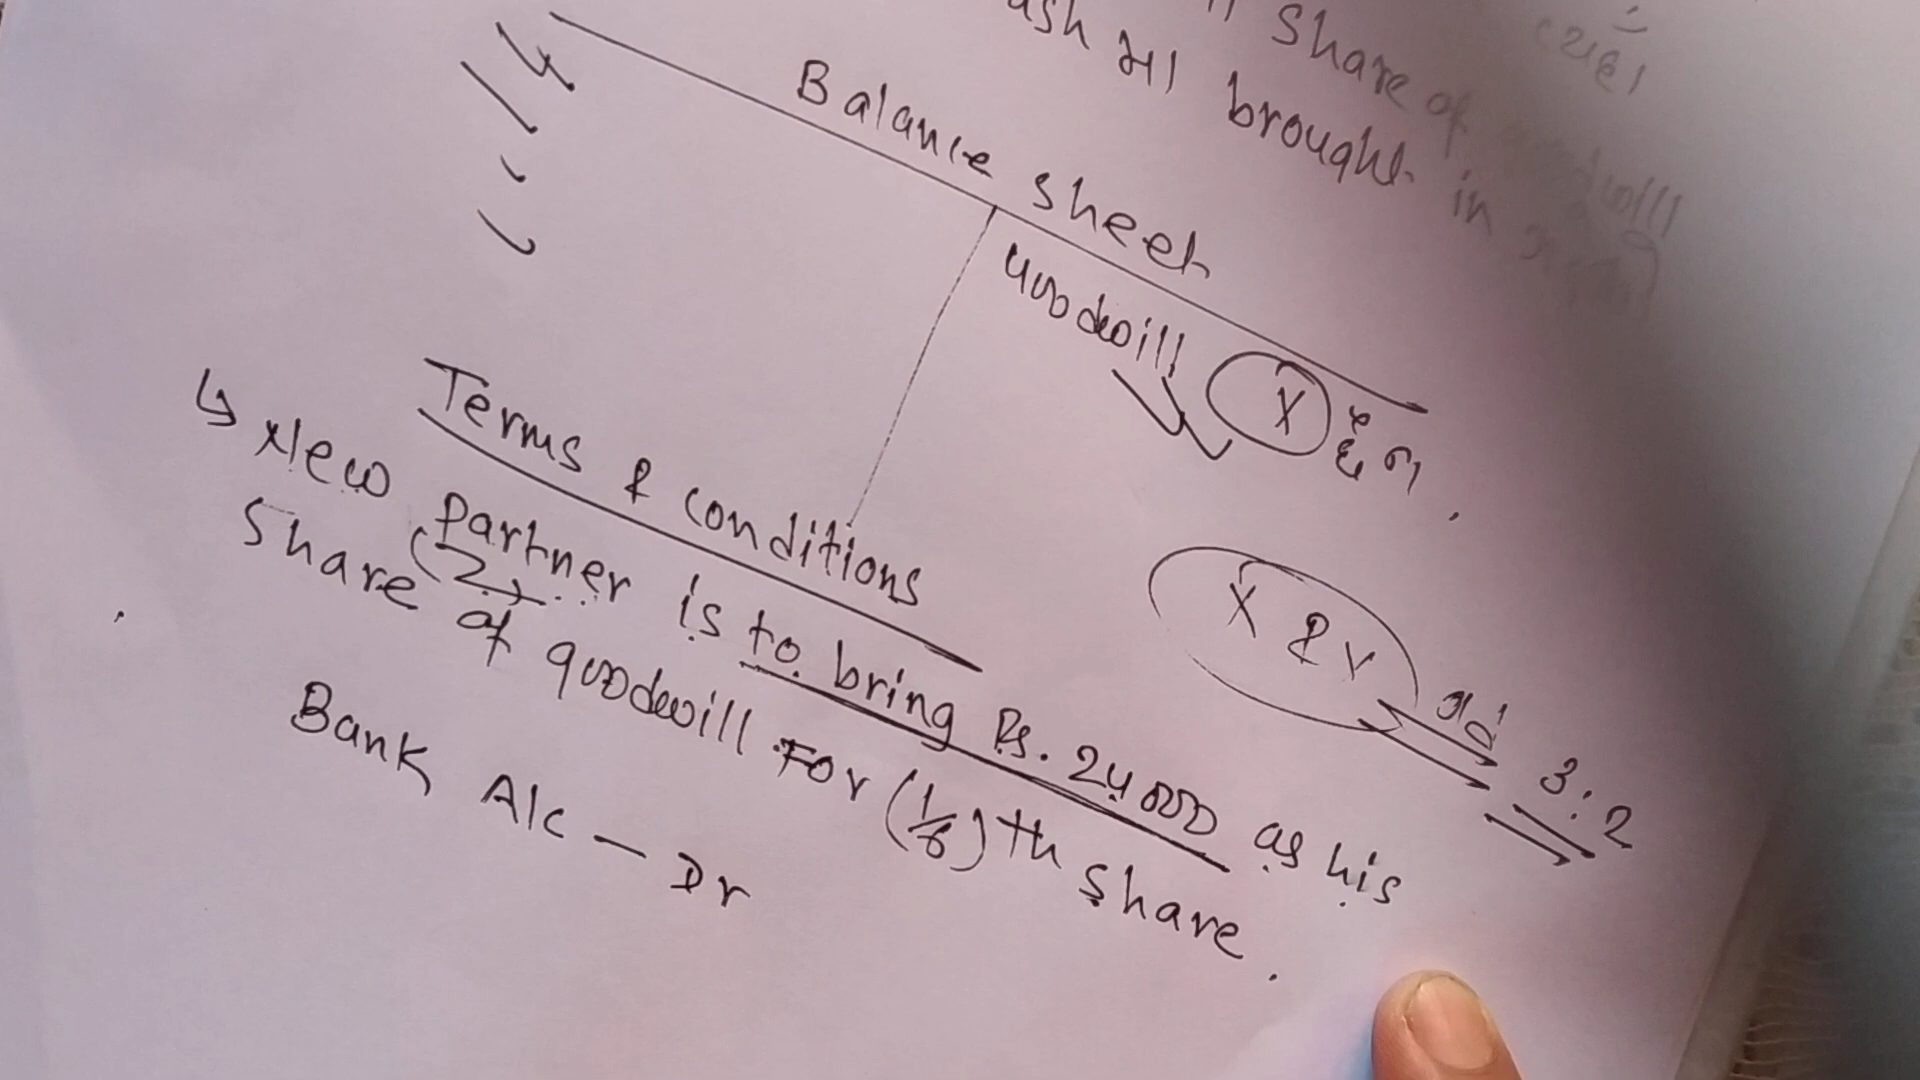 Share of goodwill
ash માં brought in
Balance sheet
Goodwill X
Terms & conditions
↳ New partner is to bring Rs. 24000 as his
(Z)
share of goodwill For (1/6)th share.
X & Y old 3:2
Bank A/c — Dr